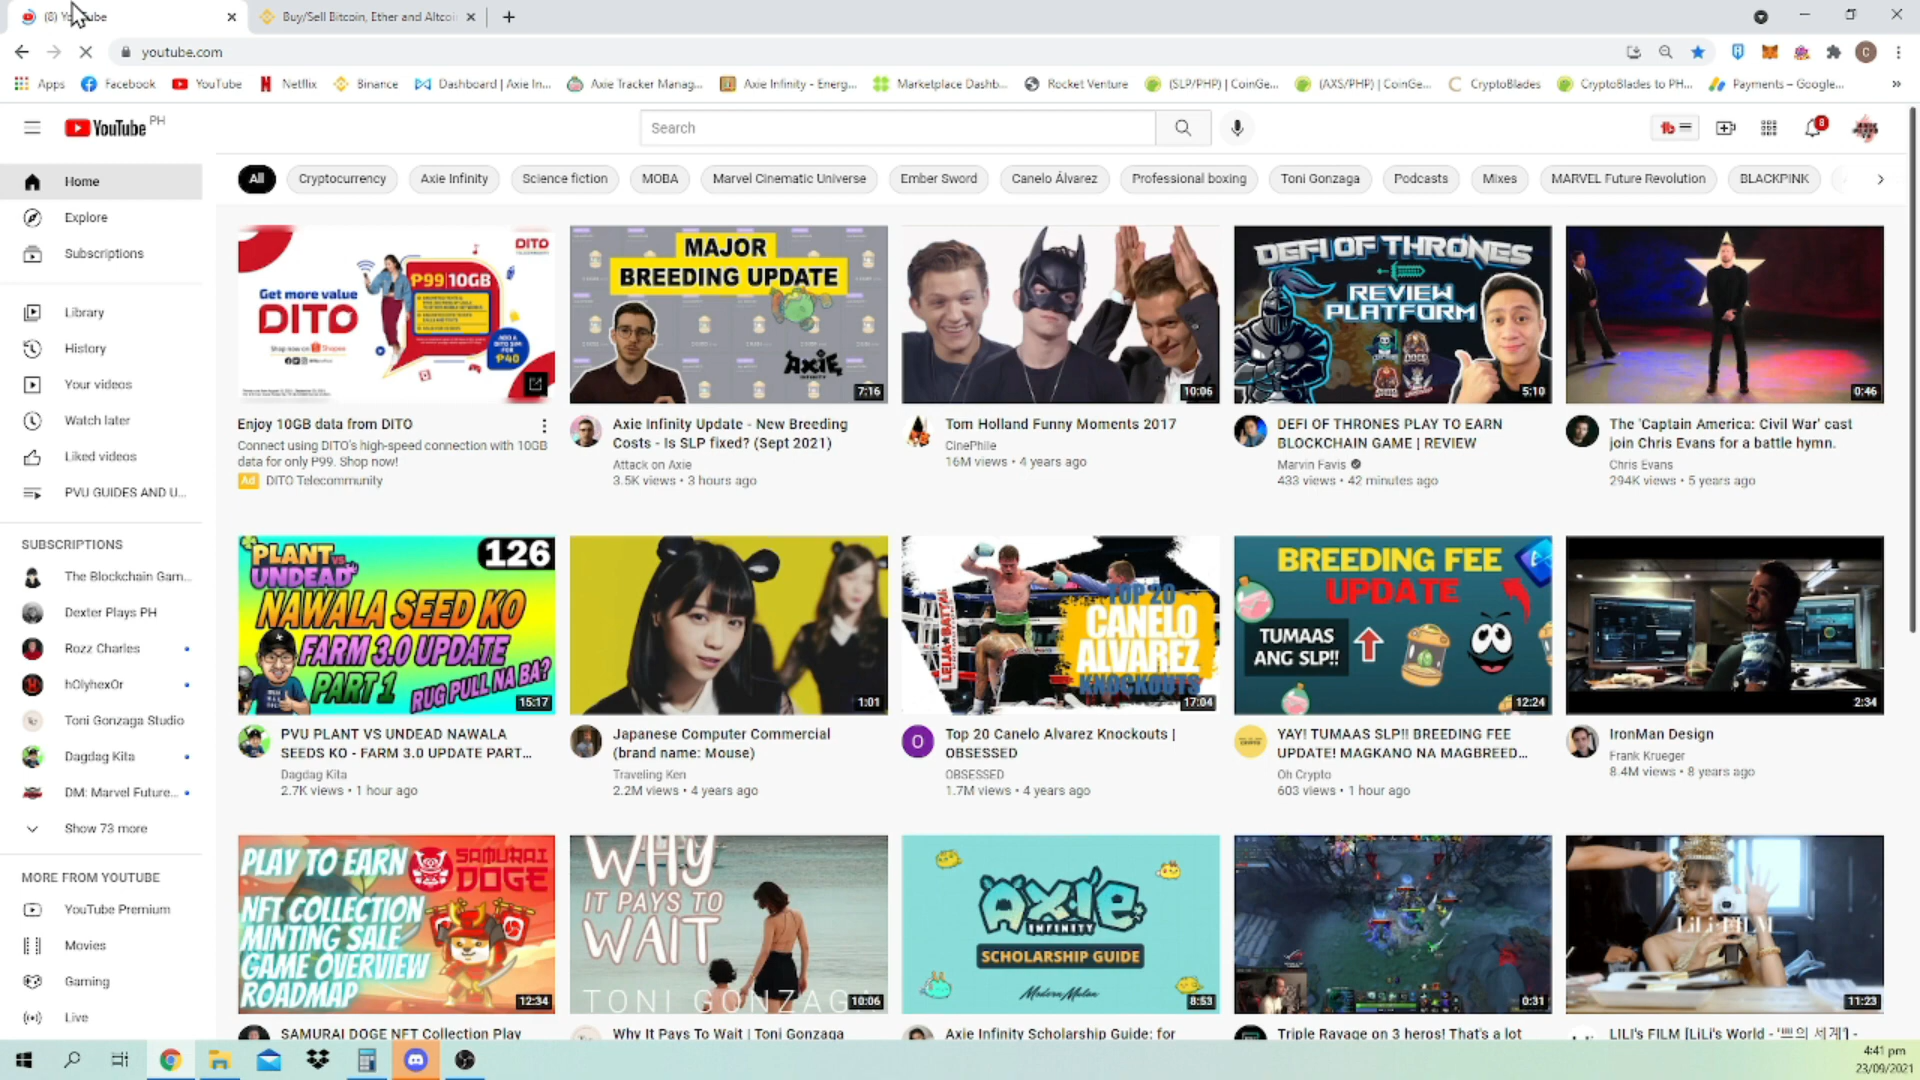 (8) YouTube
Buy/Sell Bitcoin, Ether and Altcoi
youtube.com
Apps
Facebook
YouTube
Netflix
Binance
Dashboard | Axie In...
Axie Tracker Manag...
Axie Infinity - Energ...
Marketplace Dashb...
Rocket Venture
(SLP/PHP) | CoinGe...
(AXS/PHP) | CoinGe...
CryptoBlades
CryptoBlades to PH...
Payments – Google...
YouTube PH
Search
8
All
Cryptocurrency
Axie Infinity
Science fiction
MOBA
Marvel Cinematic Universe
Ember Sword
Canelo Álvarez
Professional boxing
Toni Gonzaga
Podcasts
Mixes
MARVEL Future Revolution
BLACKPINK
Home
Explore
Subscriptions
Library
History
Your videos
Watch later
Liked videos
PVU GUIDES AND U...
SUBSCRIPTIONS
The Blockchain Gam...
Dexter Plays PH
Rozz Charles
hOlyhexOr
Toni Gonzaga Studio
Dagdag Kita
DM: Marvel Future...
Show 73 more
MORE FROM YOUTUBE
YouTube Premium
Movies
Gaming
Live
DITO
Get more value
DITO
P99 10GB
Shop now! Shopee
ADD A
DITO SIM
FOR
P40
Enjoy 10GB data from DITO
Connect using DITO's high-speed connection with 10GB
data for only P99. Shop now!
Ad DITO Telecommunity
MAJOR
BREEDING UPDATE
AXIE
7:16
Axie Infinity Update - New Breeding
Costs - Is SLP fixed? (Sept 2021)
Attack on Axie
3.5K views • 3 hours ago
10:06
Tom Holland Funny Moments 2017
CinePhile
16M views • 4 years ago
DEFI OF THRONES
REVIEW
PLATFORM
5:10
DEFI OF THRONES PLAY TO EARN
BLOCKCHAIN GAME | REVIEW
Marvin Favis
433 views • 42 minutes ago
0:46
The 'Captain America: Civil War' cast
join Chris Evans for a battle hymn.
Chris Evans
294K views • 5 years ago
PLANT VS
UNDEAD
126
NAWALA SEED KO
FARM 3.0 UPDATE
PART 1
RUG PULL NA BA?
15:17
PVU PLANT VS UNDEAD NAWALA
SEEDS KO - FARM 3.0 UPDATE PART...
Dagdag Kita
2.7K views • 1 hour ago
1:01
Japanese Computer Commercial
(brand name: Mouse)
Traveling Ken
2.2M views • 4 years ago
TOP 20
CANELO
ALVAREZ
KNOCKOUTS
17:04
O
Top 20 Canelo Alvarez Knockouts |
OBSESSED
OBSESSED
1.7M views • 4 years ago
BREEDING FEE
UPDATE
TUMAAS
ANG SLP!!
12:24
YAY! TUMAAS SLP!! BREEDING FEE
UPDATE! MAGKANO NA MAGBREED...
Oh Crypto
603 views • 1 hour ago
2:34
IronMan Design
Frank Krueger
8.4M views • 8 years ago
PLAY TO EARN
SAMURAI
DOGE
NFT COLLECTION
MINTING SALE
GAME OVERVIEW
ROADMAP
12:34
SAMURAI DOGE NFT Collection Play
WHY
IT PAYS TO
WAIT
TONI GONZAGA
10:06
Why It Pays To Wait | Toni Gonzaga
AXIE
INFINITY
SCHOLARSHIP GUIDE
Modern Mulan
8:53
Axie Infinity Scholarship Guide: for
0:31
Triple Ravage on 3 heros! That's a lot
LiLi's FILM
11:23
LILI's FILM [LiLi's World - '쁘의 세계'] -
C
4:41 pm
23/09/2021